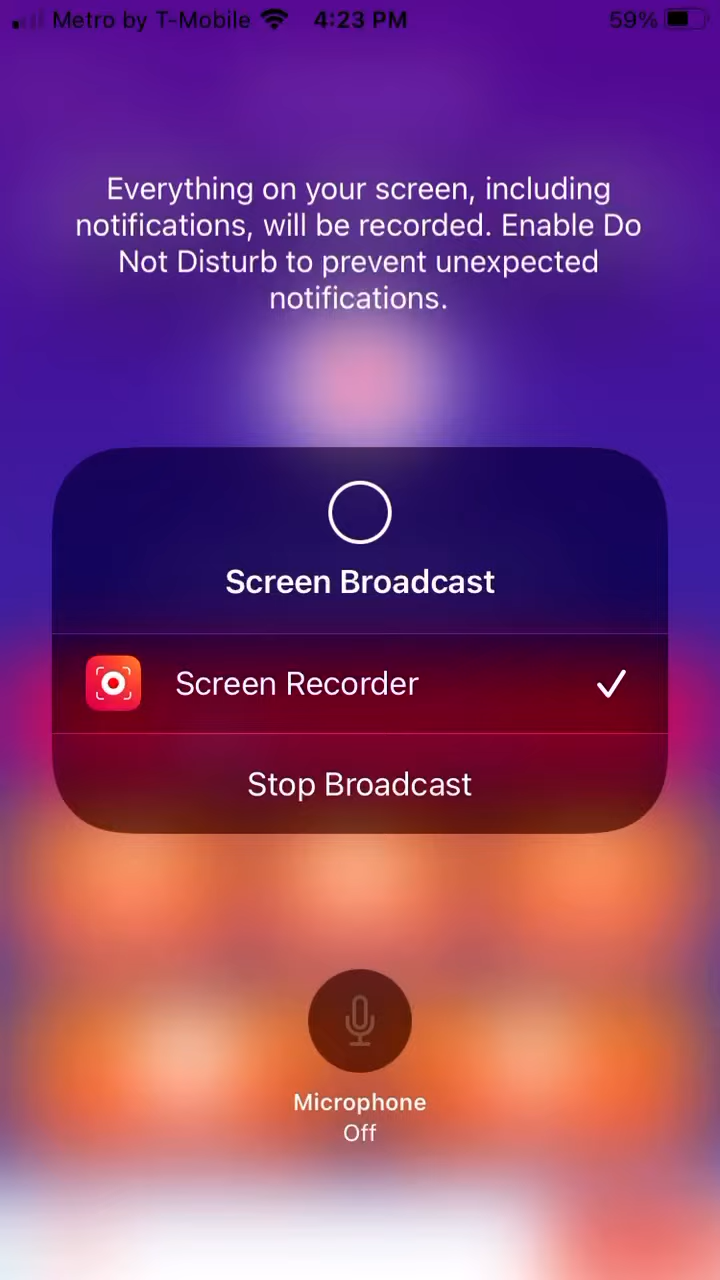 Metro by T-Mobile 4:23 PM 59%
Everything on your screen, including
notifications, will be recorded. Enable Do
Not Disturb to prevent unexpected
notifications.
Screen Broadcast
Screen Recorder
Stop Broadcast
Microphone
Off